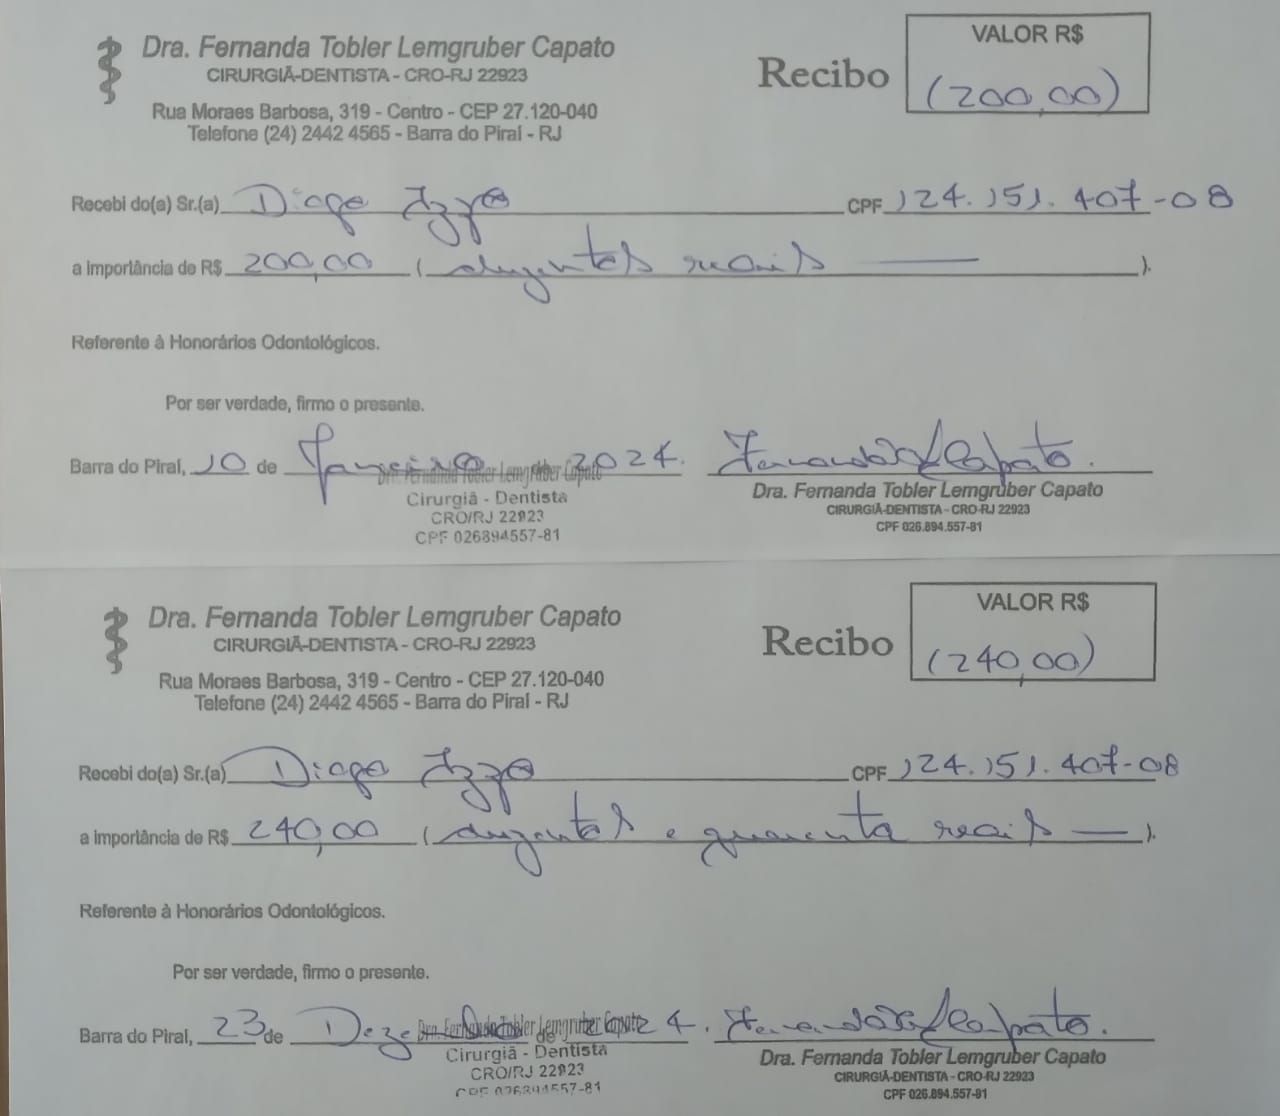 Dra. Fernanda Tobler Lemgruber Capato
CIRURGIÃ-DENTISTA - CRO-RJ 22923
Rua Moraes Barbosa, 319 - Centro - CEP 27.120-040
Telefone (24) 2442 4565 - Barra do Piraí - RJ
Recibo
VALOR R$
(200,00)
Recebi do(a) Sr.(a) Diogo Izzo CPF 124.151.407-08
a importância de R$ 200,00 (duzentos reais — ).
Referente à Honorários Odontológicos.
Por ser verdade, firmo o presente.
Barra do Piraí, 10 de Janeiro de 2024.
Dra. Fernanda Tobler Lemgruber Capato
Cirurgiã - Dentista
CRO/RJ 22923
CPF 026894557-81
Fernanda Capato.
Dra. Fernanda Tobler Lemgruber Capato
CIRURGIÃ-DENTISTA - CRO-RJ 22923
CPF 026.894.557-81
Dra. Fernanda Tobler Lemgruber Capato
CIRURGIÃ-DENTISTA - CRO-RJ 22923
Rua Moraes Barbosa, 319 - Centro - CEP 27.120-040
Telefone (24) 2442 4565 - Barra do Piraí - RJ
Recibo
VALOR R$
(240,00)
Recebi do(a) Sr.(a) Diogo Izzo CPF 124.151.407-08
a importância de R$ 240,00 (duzentos e quarenta reais — ).
Referente à Honorários Odontológicos.
Por ser verdade, firmo o presente.
Barra do Piraí, 23 de Dezembro de 24.
Dra. Fernanda Tobler Lemgruber Capato
Cirurgiã - Dentista
CRO/RJ 22923
CPF 026894557-81
Fernanda Capato.
Dra. Fernanda Tobler Lemgruber Capato
CIRURGIÃ-DENTISTA - CRO-RJ 22923
CPF 026.894.557-81